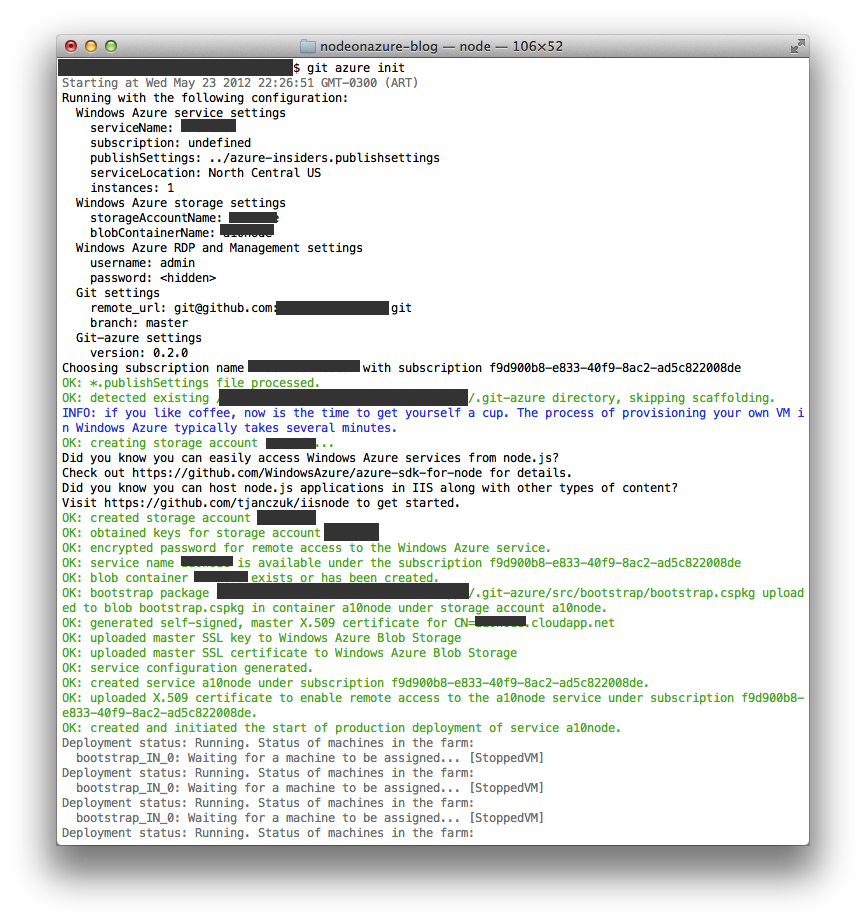 nodeonazure-blog — node — 106×52
$ git azure init
Starting at Wed May 23 2012 22:26:51 GMT-0300 (ART)
Running with the following configuration:
Windows Azure service settings
serviceName:
subscription: undefined
publishSettings: ../azure-insiders.publishsettings
serviceLocation: North Central US
instances: 1
Windows Azure storage settings
storageAccountName:
blobContainerName:
Windows Azure RDP and Management settings
username: admin
password: <hidden>
Git settings
remote_url: git@github.com: git
branch: master
Git-azure settings
version: 0.2.0
Choosing subscription name with subscription f9d900b8-e833-40f9-8ac2-ad5c822008de
OK: *.publishSettings file processed.
OK: detected existing / /.git-azure directory, skipping scaffolding.
INFO: if you like coffee, now is the time to get yourself a cup. The process of provisioning your own VM i
n Windows Azure typically takes several minutes.
OK: creating storage account ...
Did you know you can easily access Windows Azure services from node.js?
Check out https://github.com/WindowsAzure/azure-sdk-for-node for details.
Did you know you can host node.js applications in IIS along with other types of content?
Visit https://github.com/tjanczuk/iisnode to get started.
OK: created storage account
OK: obtained keys for storage account
OK: encrypted password for remote access to the Windows Azure service.
OK: service name is available under the subscription f9d900b8-e833-40f9-8ac2-ad5c822008de
OK: blob container exists or has been created.
OK: bootstrap package /.git-azure/src/bootstrap/bootstrap.cspkg upload
ed to blob bootstrap.cspkg in container a10node under storage account a10node.
OK: generated self-signed, master X.509 certificate for CN= .cloudapp.net
OK: uploaded master SSL key to Windows Azure Blob Storage
OK: uploaded master SSL certificate to Windows Azure Blob Storage
OK: service configuration generated.
OK: created service a10node under subscription f9d900b8-e833-40f9-8ac2-ad5c822008de.
OK: uploaded X.509 certificate to enable remote access to the a10node service under subscription f9d900b8-
e833-40f9-8ac2-ad5c822008de.
OK: created and initiated the start of production deployment of service a10node.
Deployment status: Running. Status of machines in the farm:
bootstrap_IN_0: Waiting for a machine to be assigned... [StoppedVM]
Deployment status: Running. Status of machines in the farm:
bootstrap_IN_0: Waiting for a machine to be assigned... [StoppedVM]
Deployment status: Running. Status of machines in the farm:
bootstrap_IN_0: Waiting for a machine to be assigned... [StoppedVM]
Deployment status: Running. Status of machines in the farm: